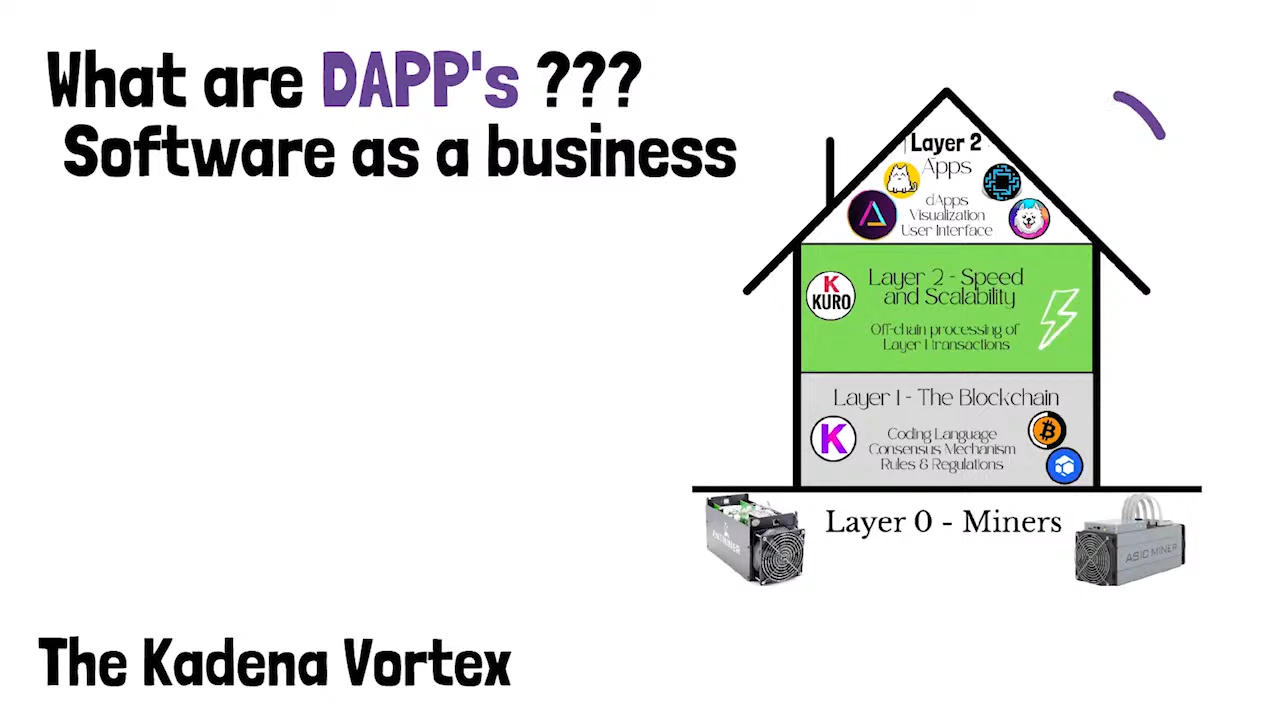 What are DAPP's ???
Software as a business
Layer 2
Apps
dApps
Visualization
User Interface
K
KURO
Layer 2 - Speed
and Scalability
Off-chain processing of
Layer 1 transactions
Layer 1 - The Blockchain
K
Coding Language
Consensus Mechanism
Rules & Regulations
Layer 0 - Miners
ANTMINER
ASIC MINER
The Kadena Vortex